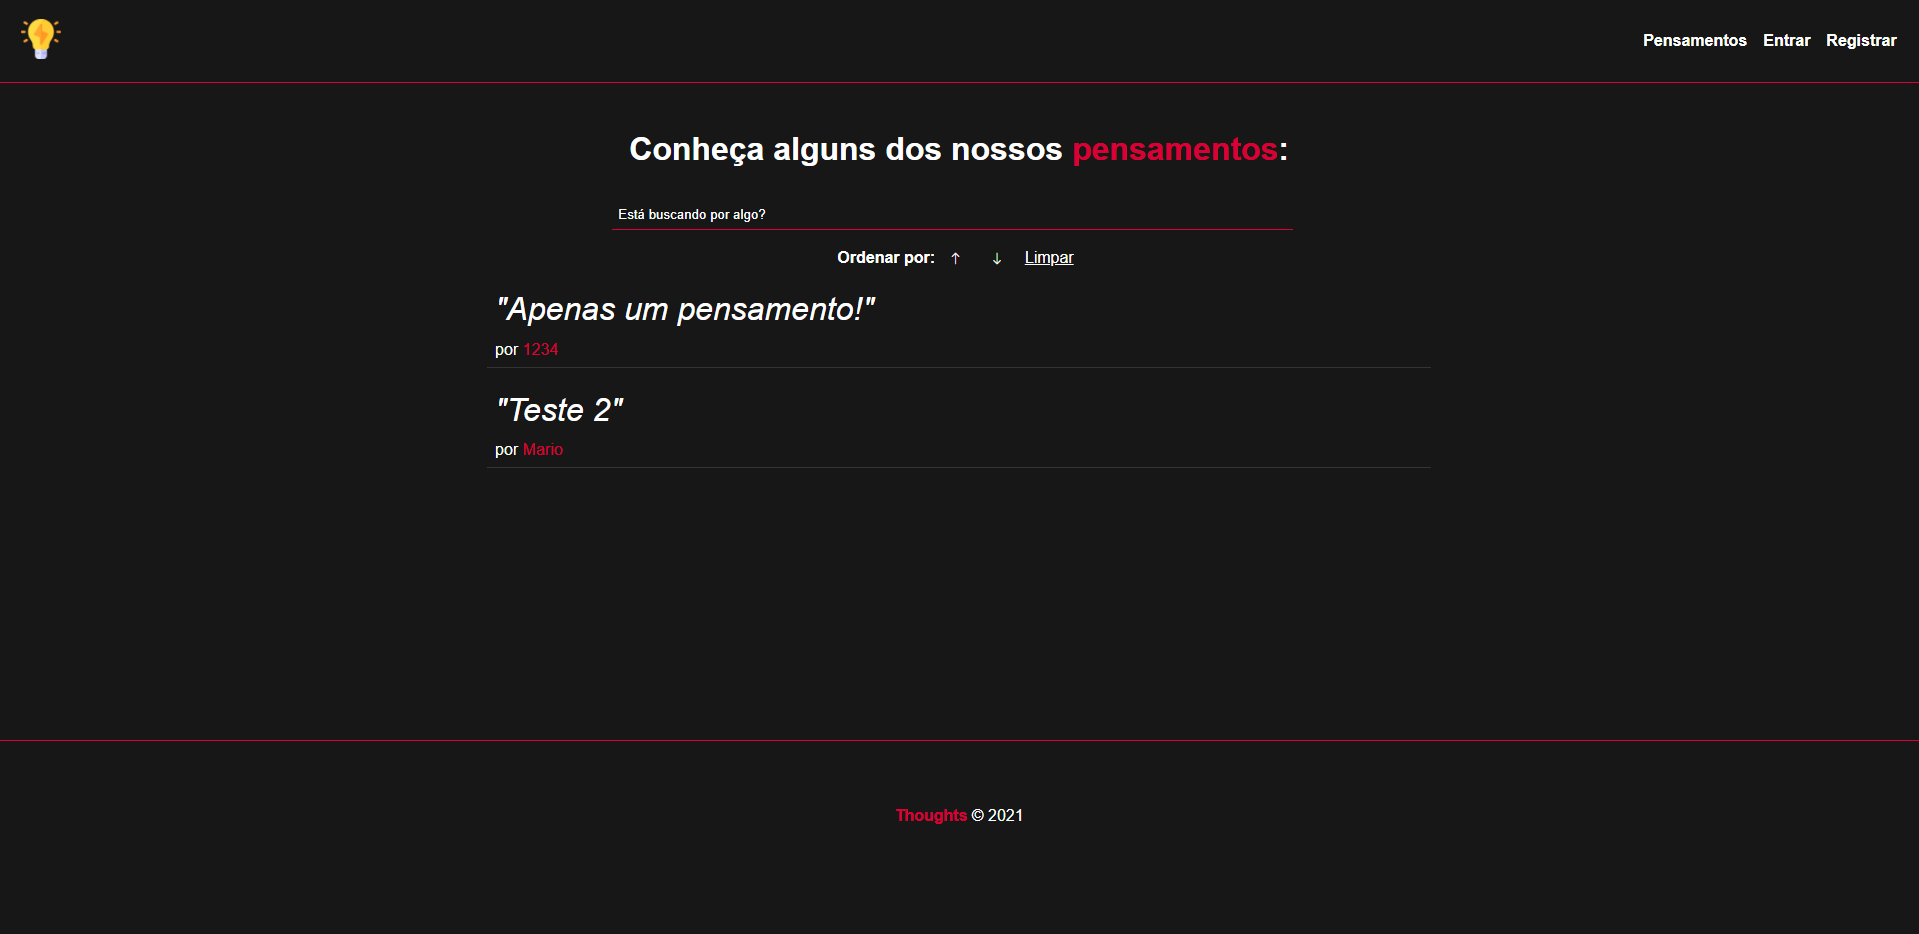 Pensamentos Entrar Registrar
Conheça alguns dos nossos pensamentos:
Está buscando por algo?
Ordenar por: ↑ ↓ Limpar
"Apenas um pensamento!"
por 1234
"Teste 2"
por Mario
Thoughts © 2021